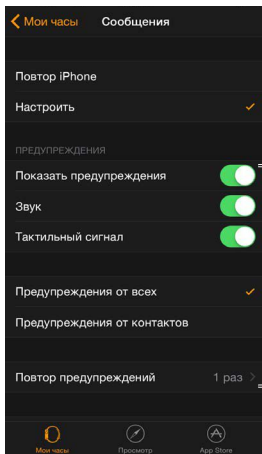 Мои часы Сообщения
Повтор iPhone
Настроить
ПРЕДУПРЕЖДЕНИЯ
Показать предупреждения
Звук
Тактильный сигнал
Предупреждения от всех
Предупреждения от контактов
Повтор предупреждений 1 раз
Мои часы Просмотр App Store